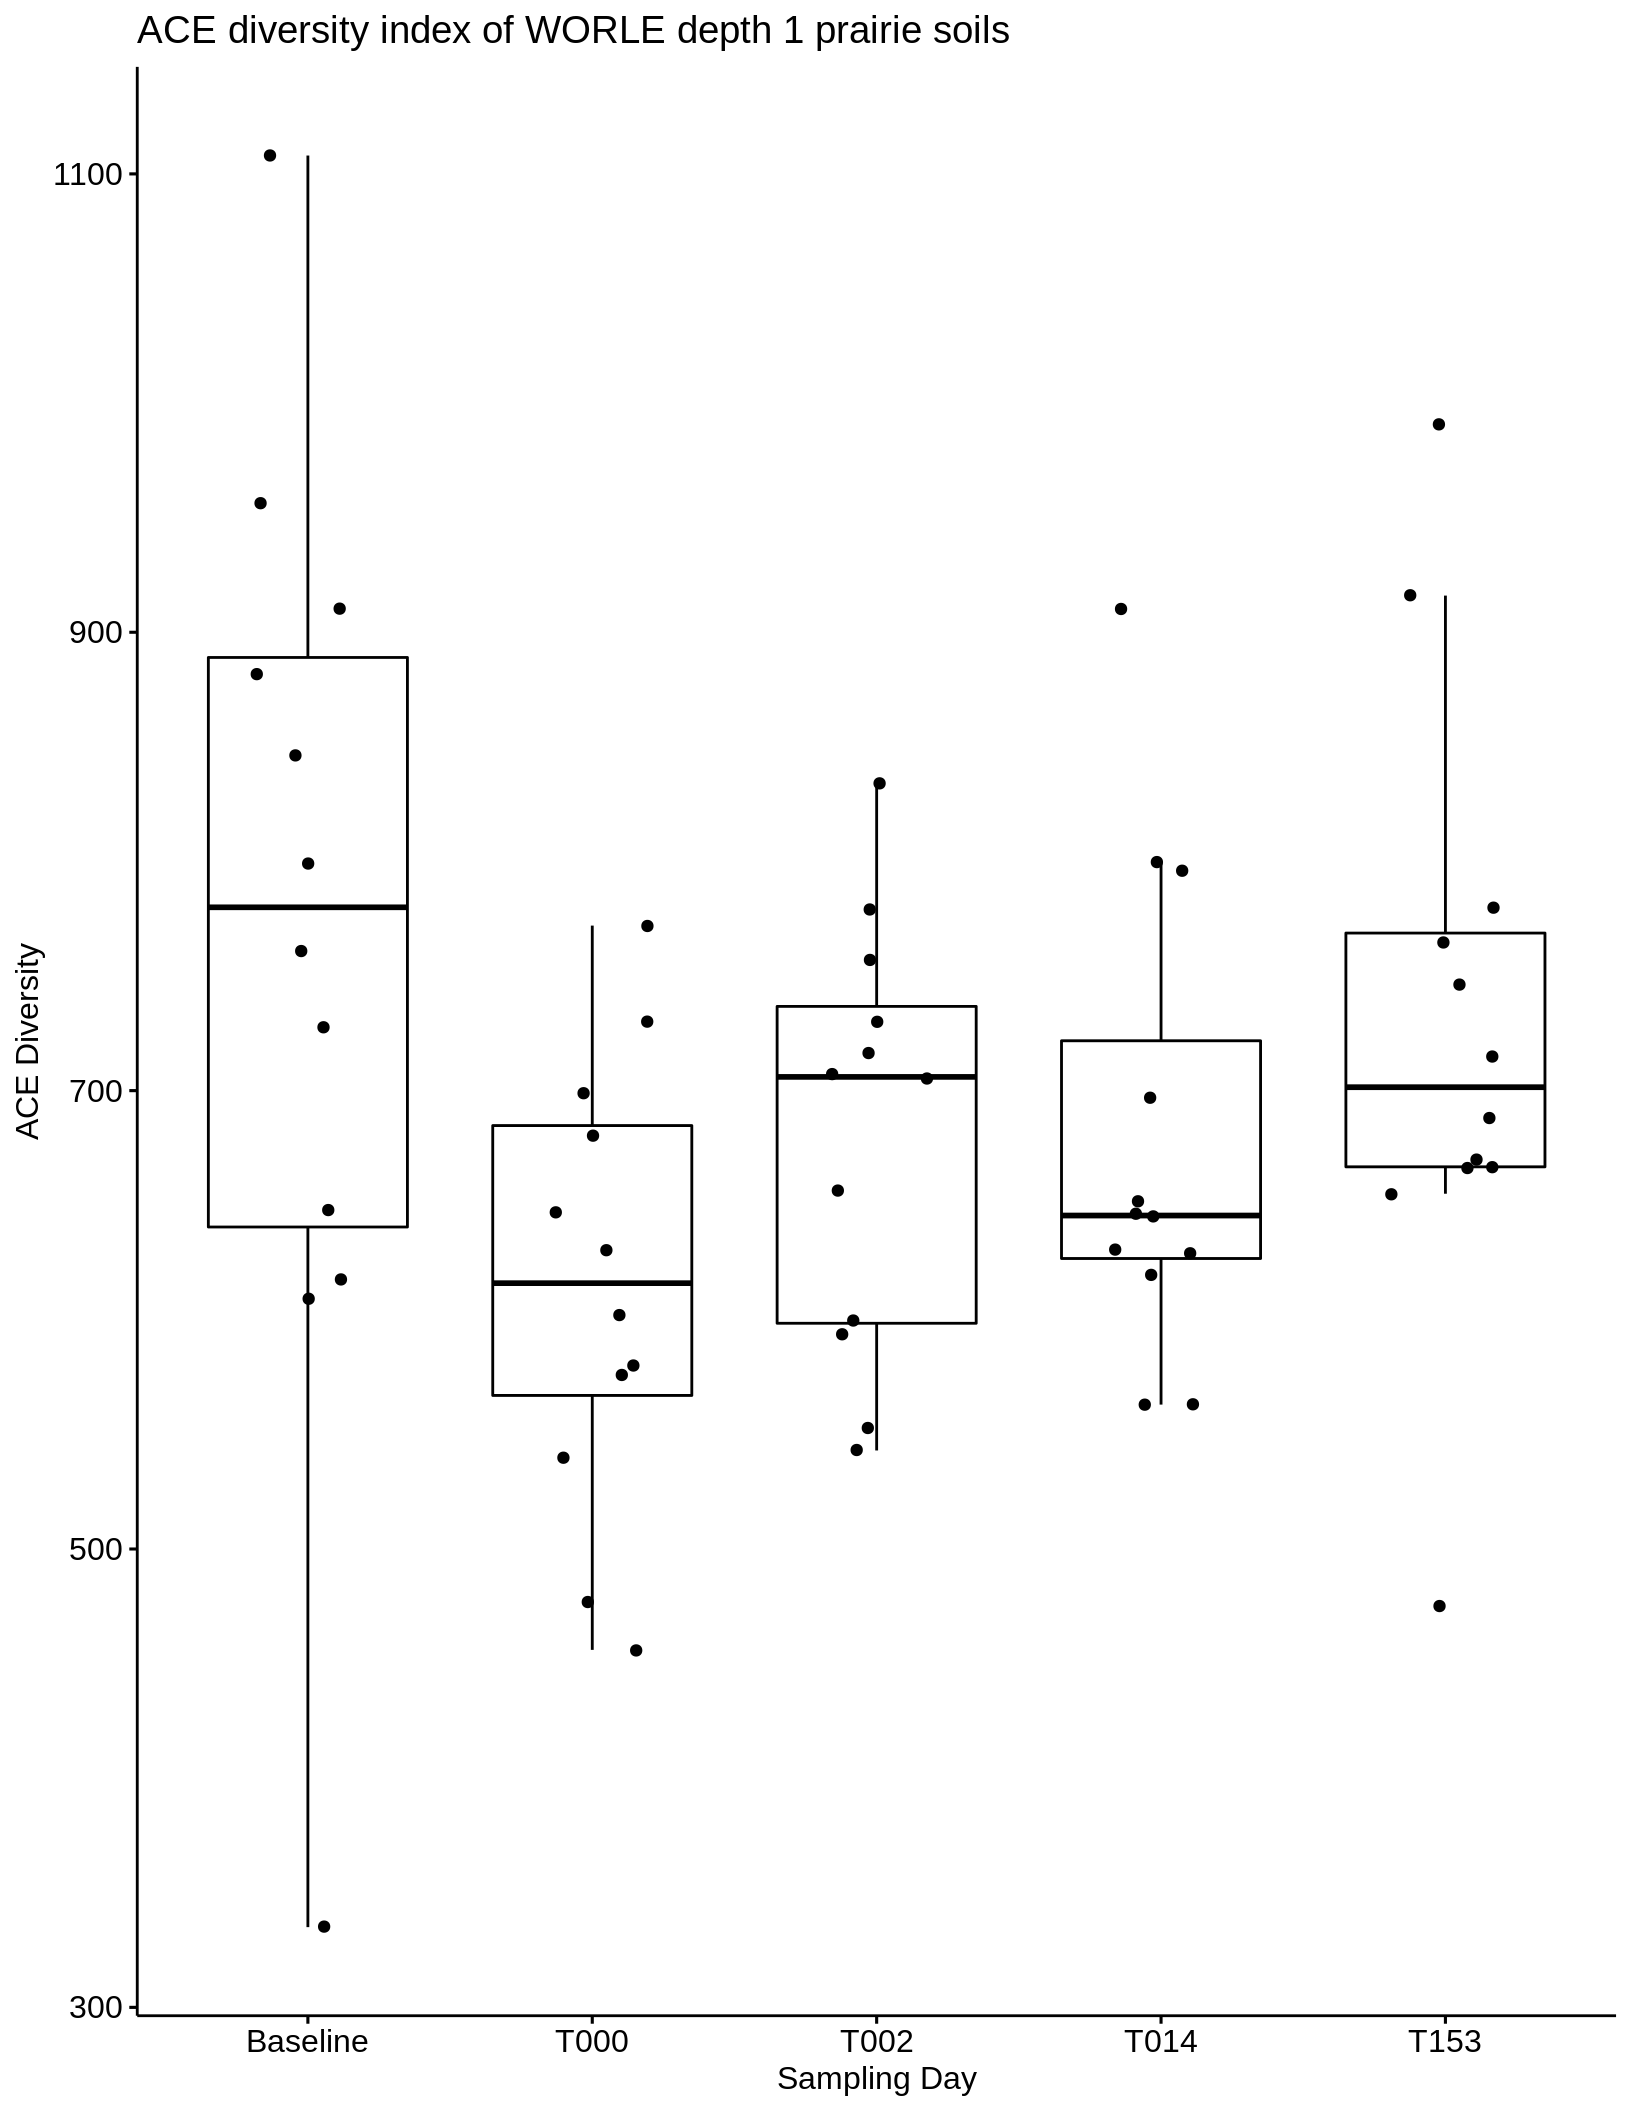 ACE diversity index of WORLE depth 1 prairie soils
1100
900
700
500
300
ACE Diversity
Baseline
T000
T002
T014
T153
Sampling Day